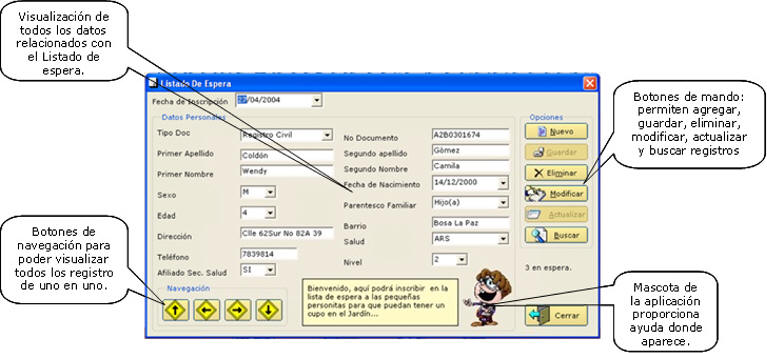 Visualización de
todos los datos
relacionados con
el Listado de
espera.
Listado De Espera
Fecha de Inscripción 22/04/2004
Datos Personales
Tipo Doc Registro Civil
No Documento A2B0301674
Primer Apellido Coldón
Segundo apellido Gòmez
Primer Nombre Wendy
Segundo Nombre Camila
Fecha de Nacimiento 14/12/2000
Sexo M
Parentesco Familiar Hijo(a)
Edad 4
Barrio Bosa La Paz
Dirección Clle 62Sur No 82A 39
Salud ARS
Teléfono 7839814
Nivel 2
Afiliado Sec. Salud SI
Navegación
Bienvenido, aquí podrá inscribir en la
lista de espera a las pequeñas
personitas para que puedan tener un
cupo en el Jardín...
Opciones
Nuevo
Guardar
Eliminar
Modificar
Actualizar
Buscar
3 en espera.
Cerrar
Botones de mando:
permiten agregar,
guardar, eliminar,
modificar, actualizar
y buscar registros
Botones de
navegación para
poder visualizar
todos los registro
de uno en uno.
Mascota de
la aplicación
proporciona
ayuda donde
aparece.